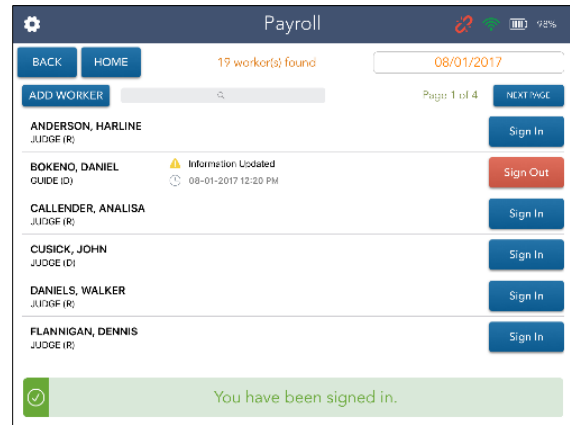 Payroll
98%
BACK
HOME
19 worker(s) found
08/01/2017
ADD WORKER
Page 1 of 4
NEXT PAGE
ANDERSON, HARLINE
JUDGE (R)
Sign In
BOKENO, DANIEL
GUIDE (D)
Information Updated
08-01-2017 12:20 PM
Sign Out
CALLENDER, ANALISA
JUDGE (R)
Sign In
CUSICK, JOHN
JUDGE (D)
Sign In
DANIELS, WALKER
JUDGE (R)
Sign In
FLANNIGAN, DENNIS
JUDGE (R)
Sign In
You have been signed in.